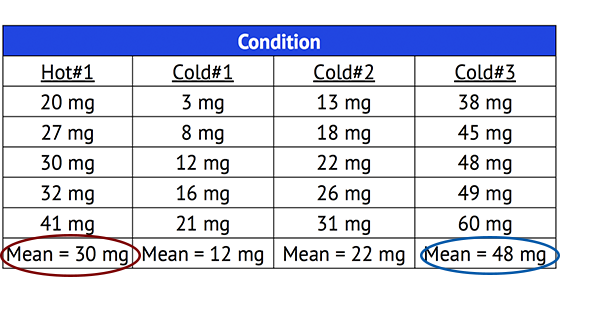 Condition
Hot#1 Cold#1 Cold#2 Cold#3
20 mg 3 mg 13 mg 38 mg
27 mg 8 mg 18 mg 45 mg
30 mg 12 mg 22 mg 48 mg
32 mg 16 mg 26 mg 49 mg
41 mg 21 mg 31 mg 60 mg
Mean = 30 mg Mean = 12 mg Mean = 22 mg Mean = 48 mg